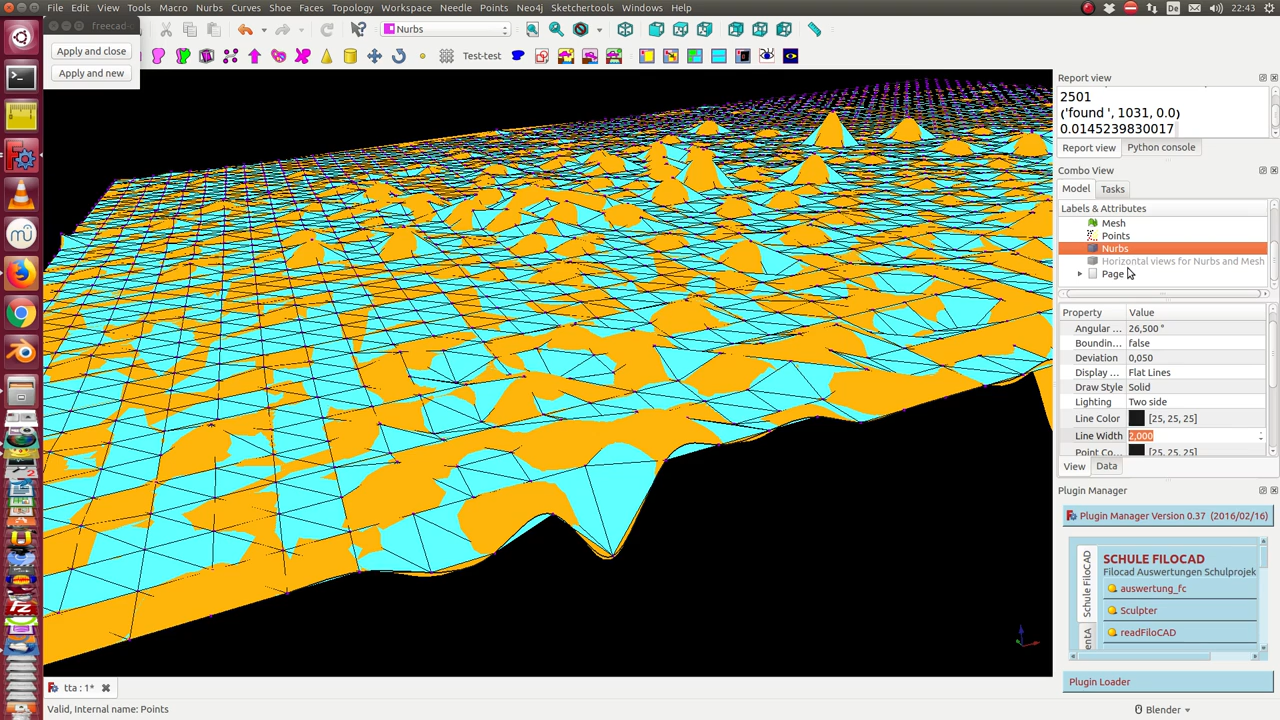 File Edit View Tools Macro Nurbs Curves Shoe Faces Topology Workspace Needle Points Neo4j Sketchertools Windows Help
De 22:43
freecad
Apply and close
Apply and new
Nurbs
Test-test
Report view
2501
('found ', 1031, 0.0)
0.0145239830017
Report view Python console
Combo View
Model Tasks
Labels & Attributes
Mesh
Points
Nurbs
Horizontal views for Nurbs and Mesh
Page
Property Value
Angular ... 26,500 °
Boundin... false
Deviation 0,050
Display ... Flat Lines
Draw Style Solid
Lighting Two side
Line Color [25, 25, 25]
Line Width 2,000
Point Co... [25, 25, 25]
View Data
Plugin Manager
Plugin Manager Version 0.37 (2016/02/16)
Schule FiloCAD
SCHULE FILOCAD
Filocad Auswertungen Schulprojek
auswertung_fc
Sculpter
readFiloCAD
entA
Plugin Loader
tta : 1*
Valid, Internal name: Points
Blender